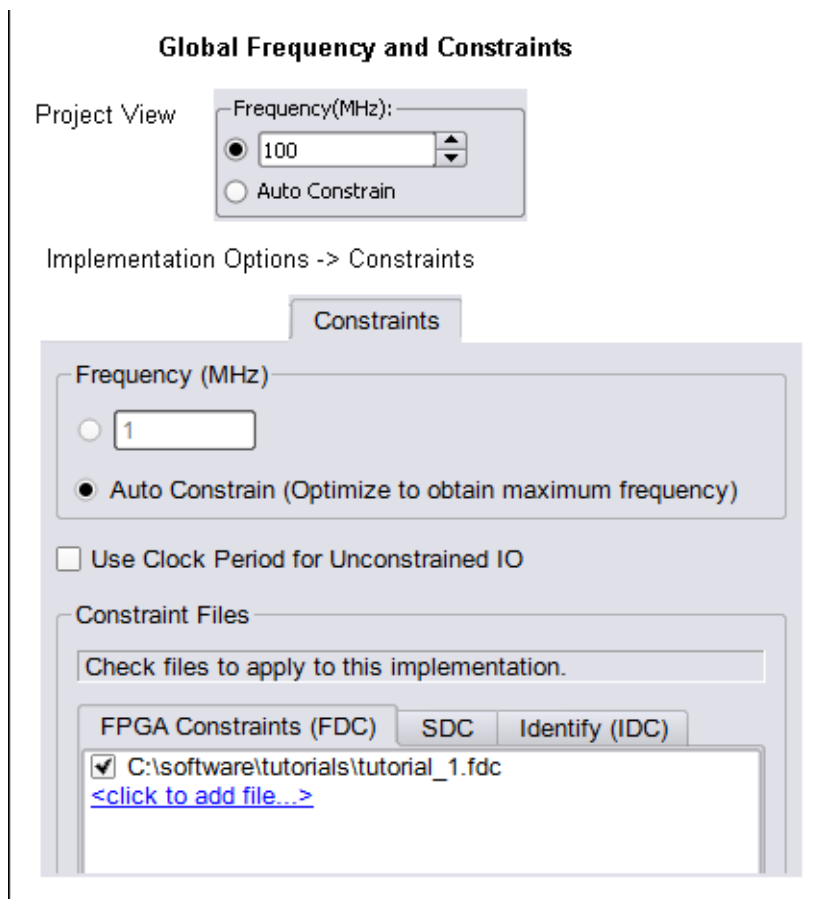 Global Frequency and Constraints
Project View
Frequency(MHz):
100
Auto Constrain
Implementation Options -> Constraints
Constraints
Frequency (MHz)
1
Auto Constrain (Optimize to obtain maximum frequency)
Use Clock Period for Unconstrained IO
Constraint Files
Check files to apply to this implementation.
FPGA Constraints (FDC) SDC Identify (IDC)
C:\software\tutorials\tutorial_1.fdc
<click to add file...>